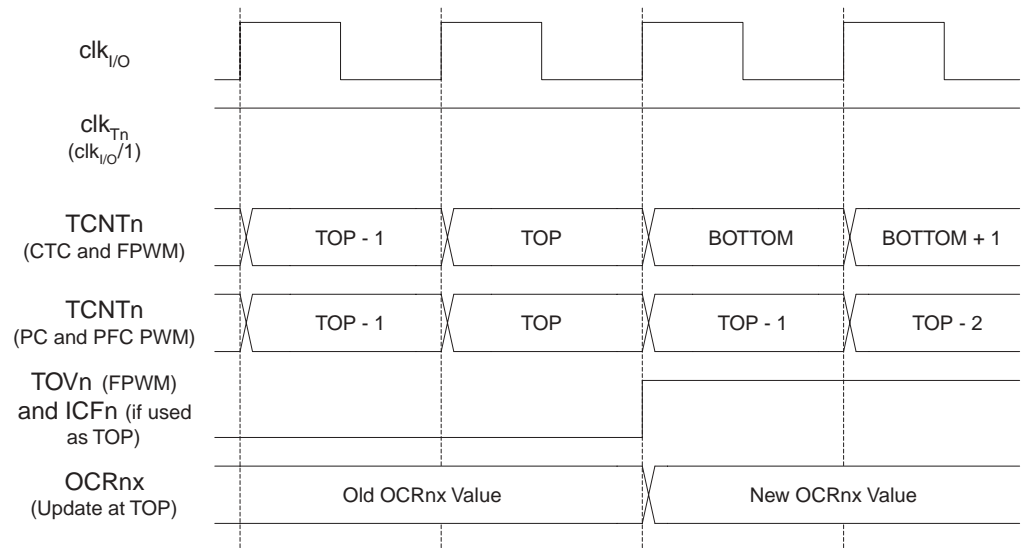 clkI/O
clkTn
(clkI/O/1)
TCNTn
(CTC and FPWM)
TOP - 1
TOP
BOTTOM
BOTTOM + 1
TCNTn
(PC and PFC PWM)
TOP - 1
TOP
TOP - 1
TOP - 2
TOVn (FPWM)
and ICFn (if used
as TOP)
OCRnx
(Update at TOP)
Old OCRnx Value
New OCRnx Value